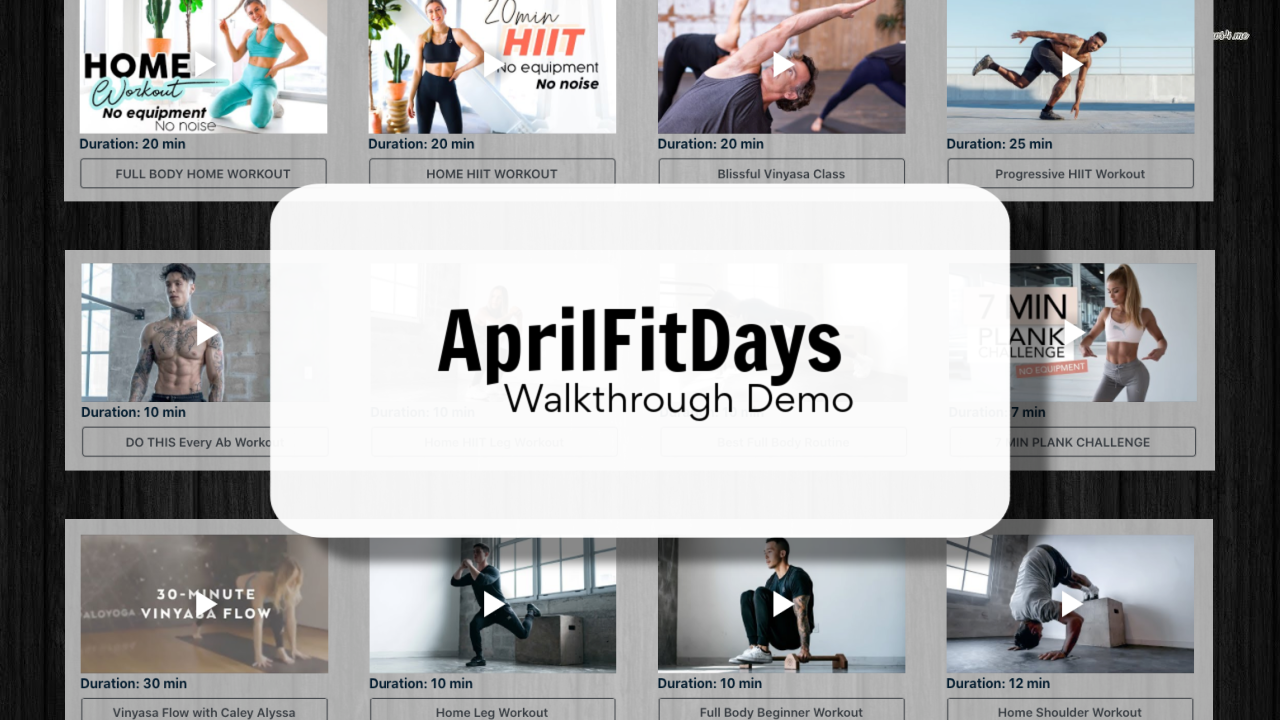 HOME
Workout
No equipment
No noise
20min
HIIT
No equipment
No noise
Duration: 20 min
Duration: 20 min
Duration: 20 min
Duration: 25 min
FULL BODY HOME WORKOUT
HOME HIIT WORKOUT
Blissful Vinyasa Class
Progressive HIIT Workout
AprilFitDays
Walkthrough Demo
7 MIN
PLANK
CHALLENGE
NO EQUIPMENT
Duration: 10 min
Duration: 10 min
Duration: 7 min
DO THIS Every Ab Workout
Home HIIT Leg Workout
Best Full Body Routine
7 MIN PLANK CHALLENGE
30-MINUTE
VINYASA FLOW
ALOYOGA
Duration: 30 min
Duration: 10 min
Duration: 10 min
Duration: 12 min
Vinyasa Flow with Caley Alyssa
Home Leg Workout
Full Body Beginner Workout
Home Shoulder Workout